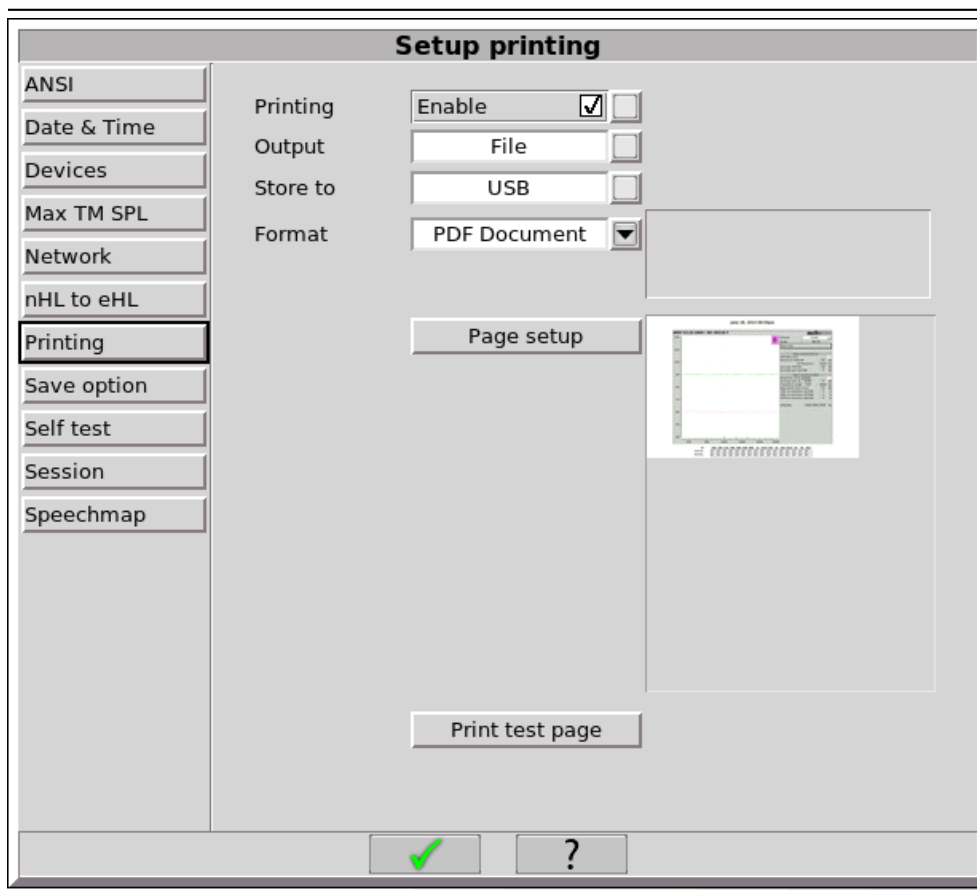 Setup printing
ANSI
Date & Time
Devices
Max TM SPL
Network
nHL to eHL
Printing
Save option
Self test
Session
Speechmap
Printing
Enable
Output
File
Store to
USB
Format
PDF Document
Page setup
Print test page
?